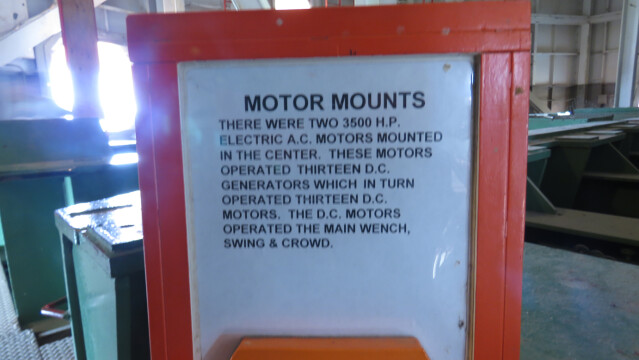 MOTOR MOUNTS
THERE WERE TWO 3500 H.P.
ELECTRIC A.C. MOTORS MOUNTED
IN THE CENTER. THESE MOTORS
OPERATED THIRTEEN D.C.
GENERATORS WHICH IN TURN
OPERATED THIRTEEN D.C.
MOTORS. THE D.C. MOTORS
OPERATED THE MAIN WENCH,
SWING & CROWD.